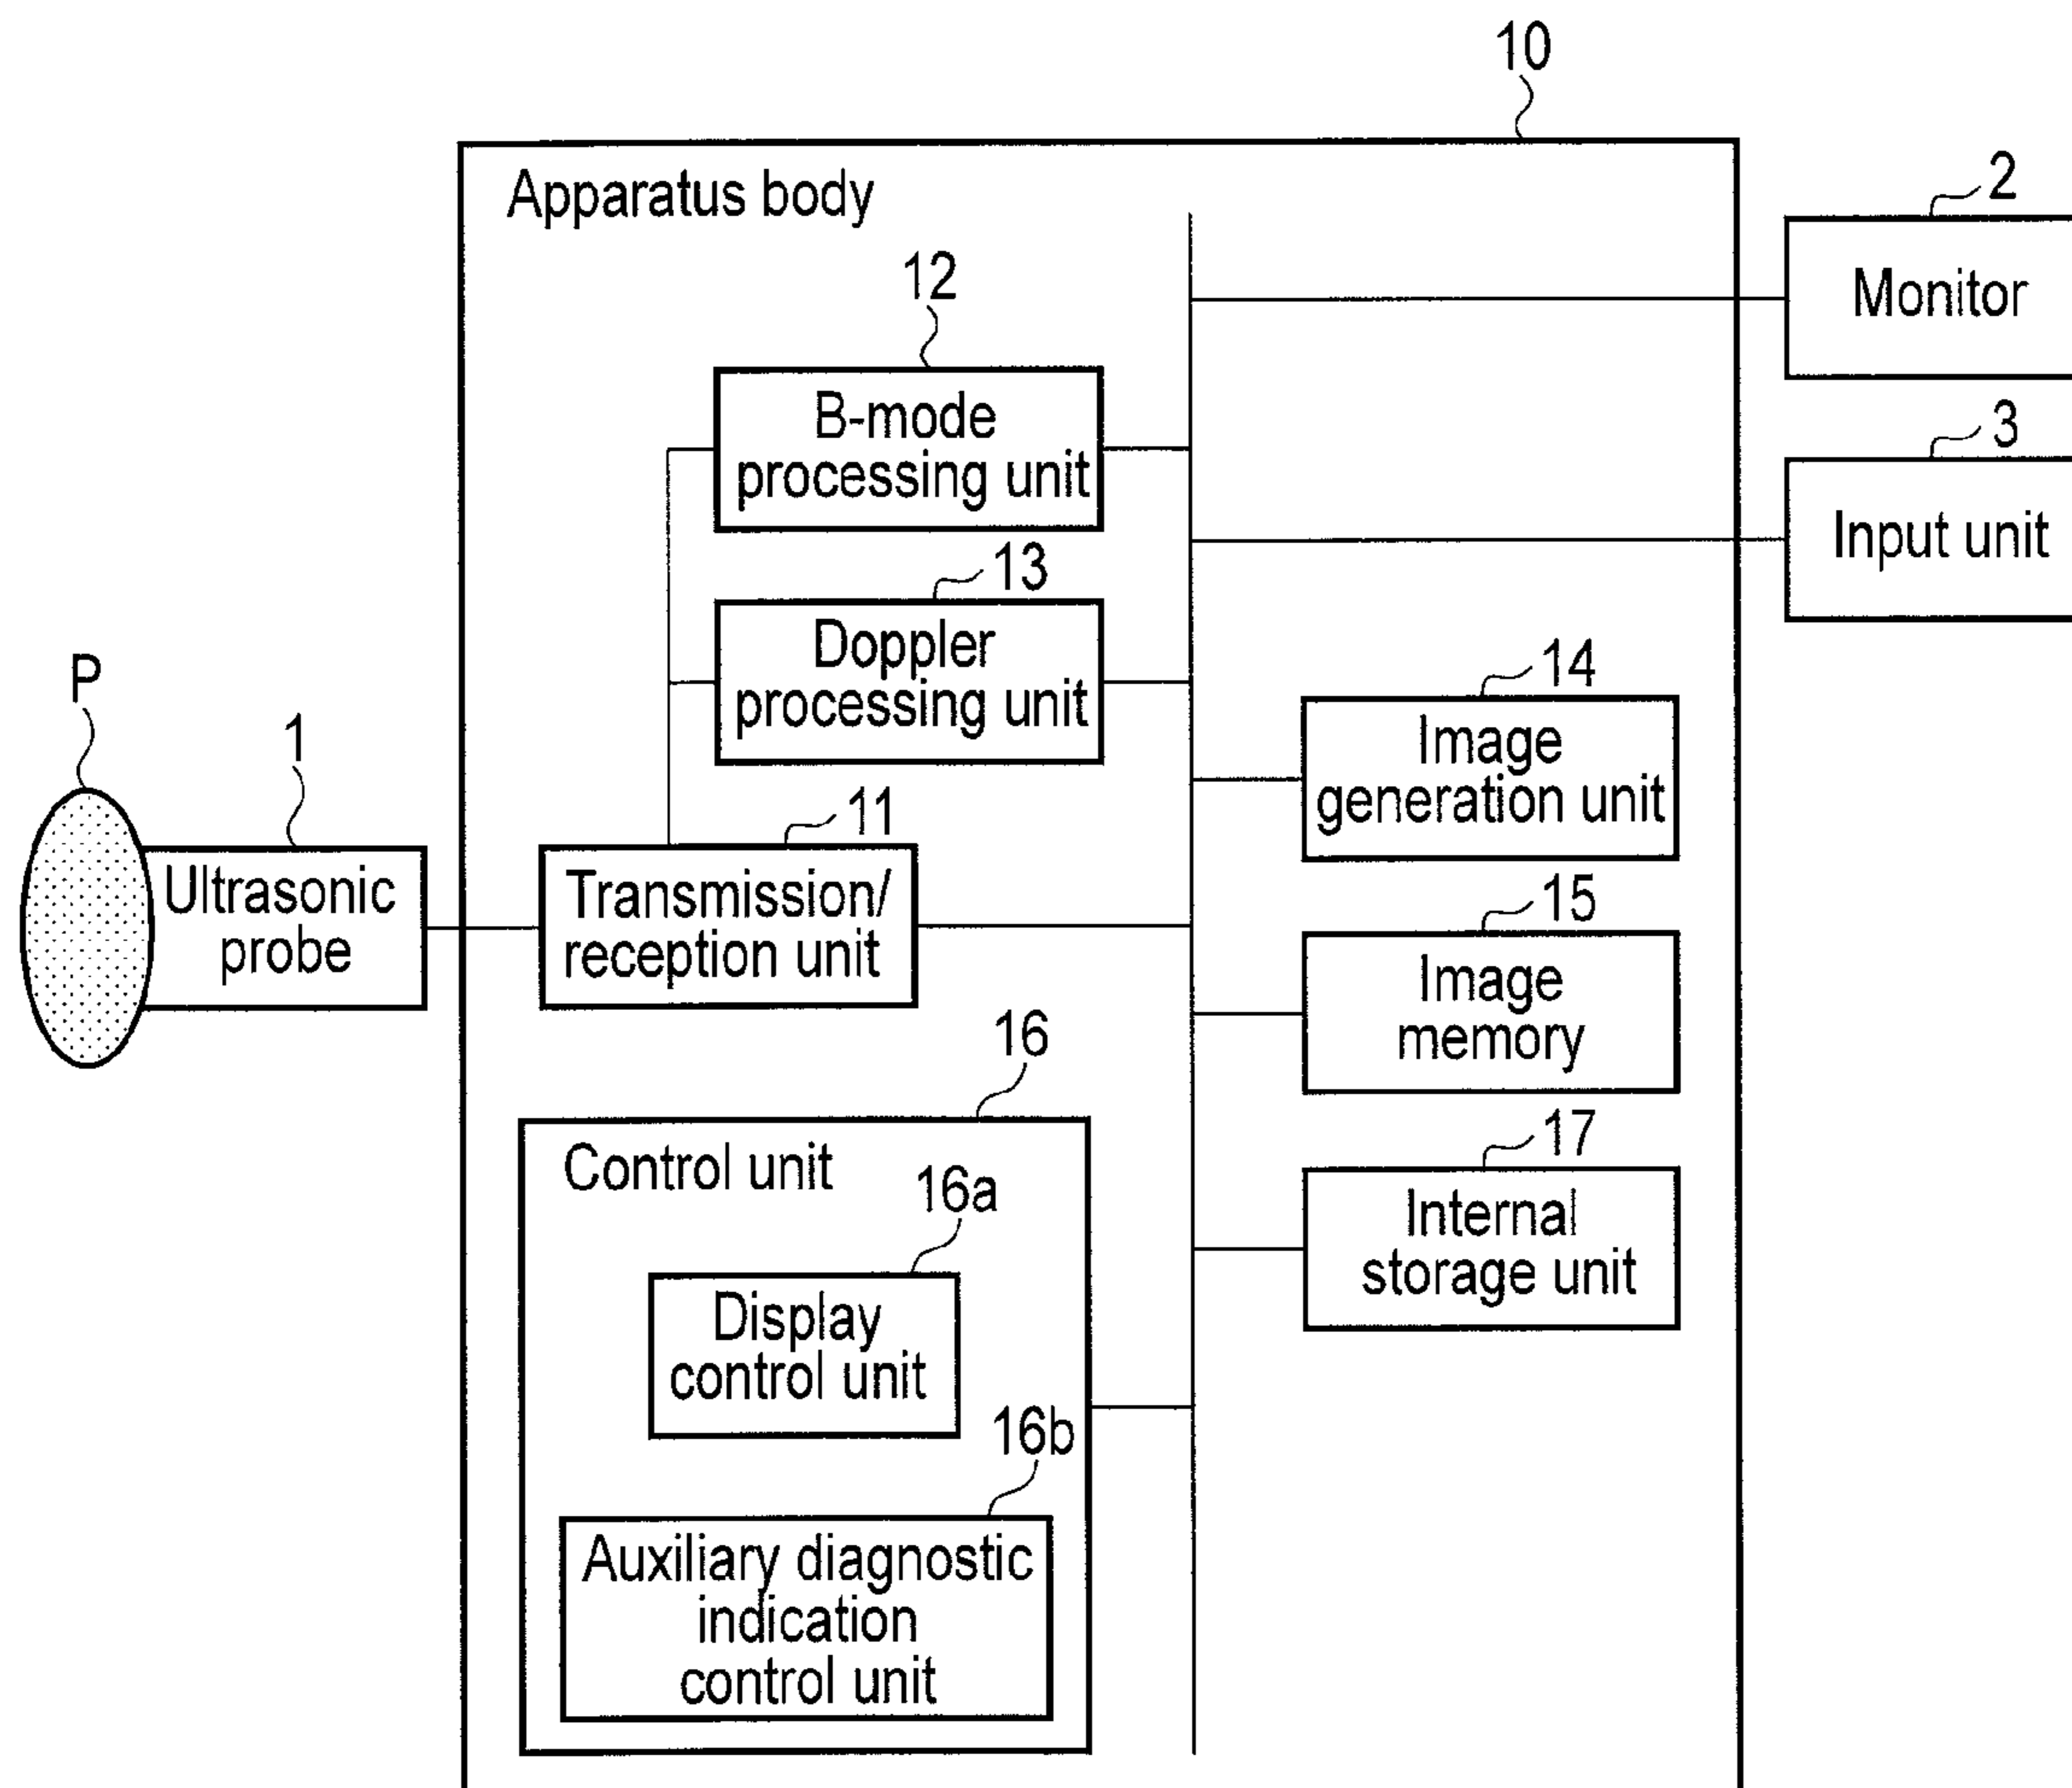 10
Apparatus body
2
Monitor
12
B-mode
processing unit
3
Input unit
13
Doppler
processing unit
14
Image
generation unit
P
1
Ultrasonic
probe
11
Transmission/
reception unit
15
Image
memory
16
Control unit
17
Internal
storage unit
16a
Display
control unit
16b
Auxiliary diagnostic
indication
control unit